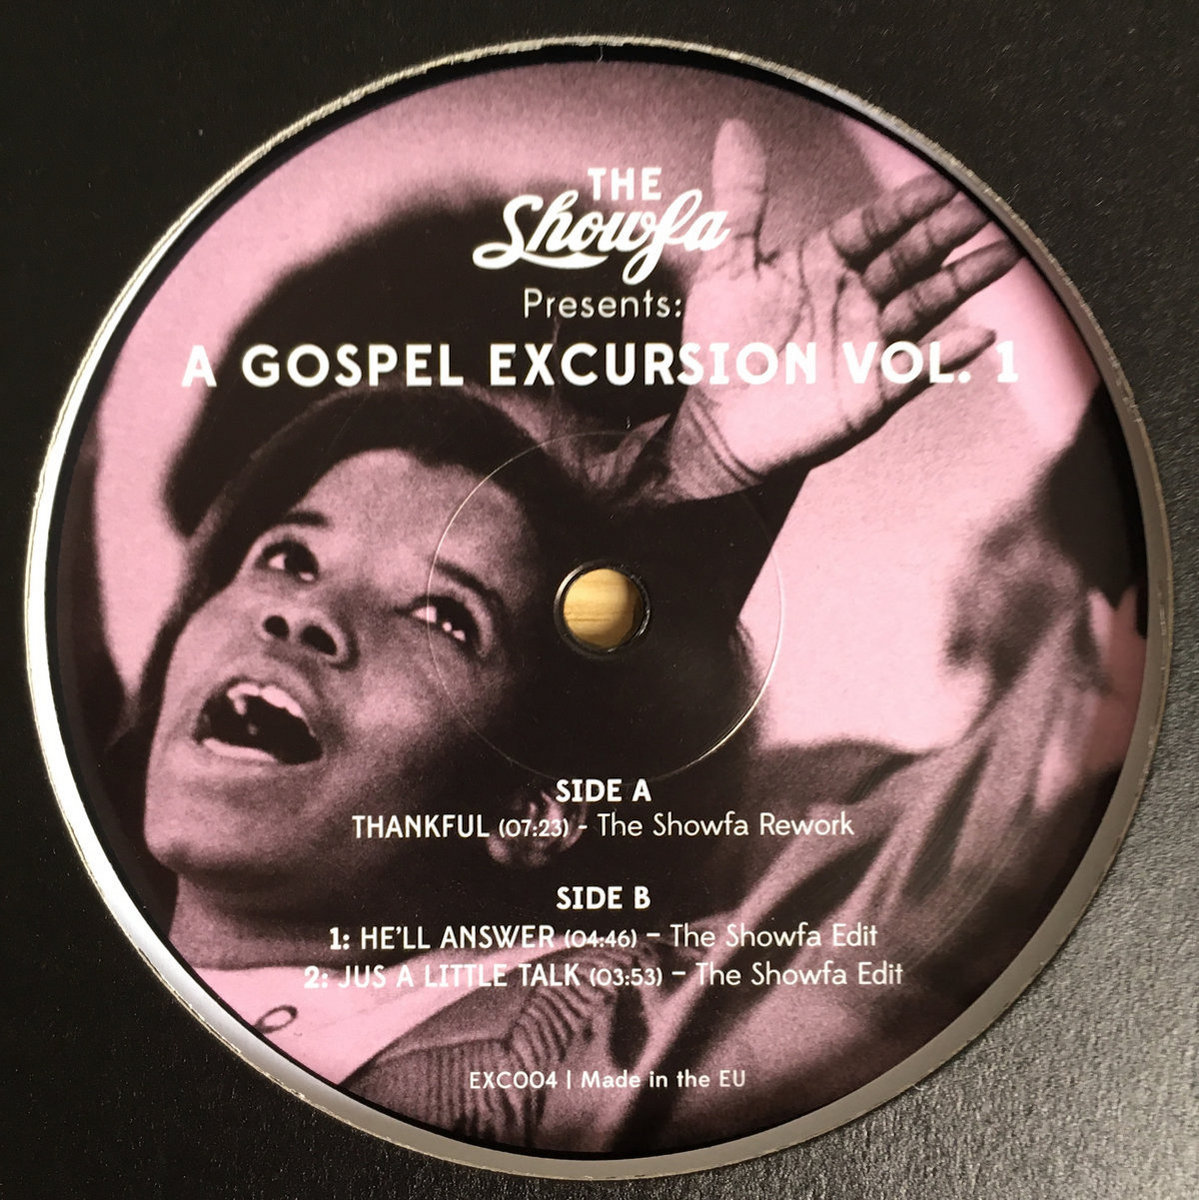 THE
Showfa
Presents:
A GOSPEL EXCURSION VOL. 1
SIDE A
THANKFUL (07:23) - The Showfa Rework
SIDE B
1: HE'LL ANSWER (04:46) – The Showfa Edit
2: JUS A LITTLE TALK (03:53) – The Showfa Edit
EXC004 | Made in the EU